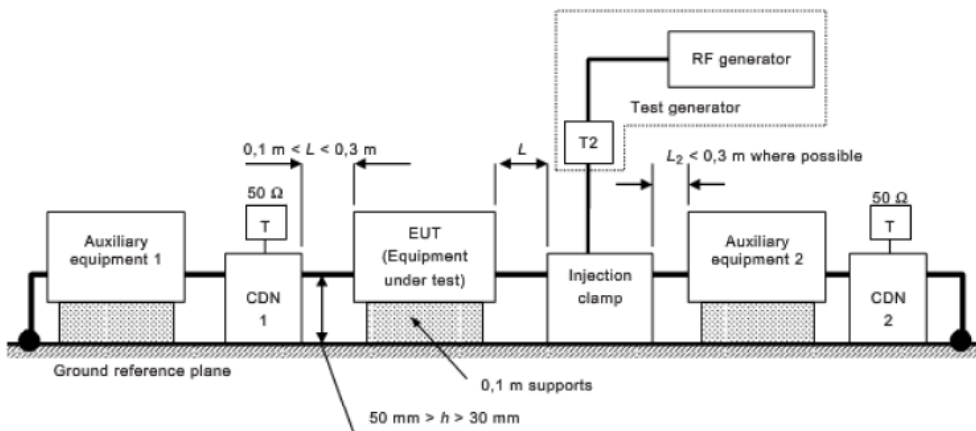 RF generator
Test generator
T2
0,1 m < L < 0,3 m
L
L₂ < 0,3 m where possible
50 Ω
T
50 Ω
T
Auxiliary
equipment 1
CDN
1
EUT
(Equipment
under test)
Injection
clamp
Auxiliary
equipment 2
CDN
2
Ground reference plane
0,1 m supports
50 mm > h > 30 mm